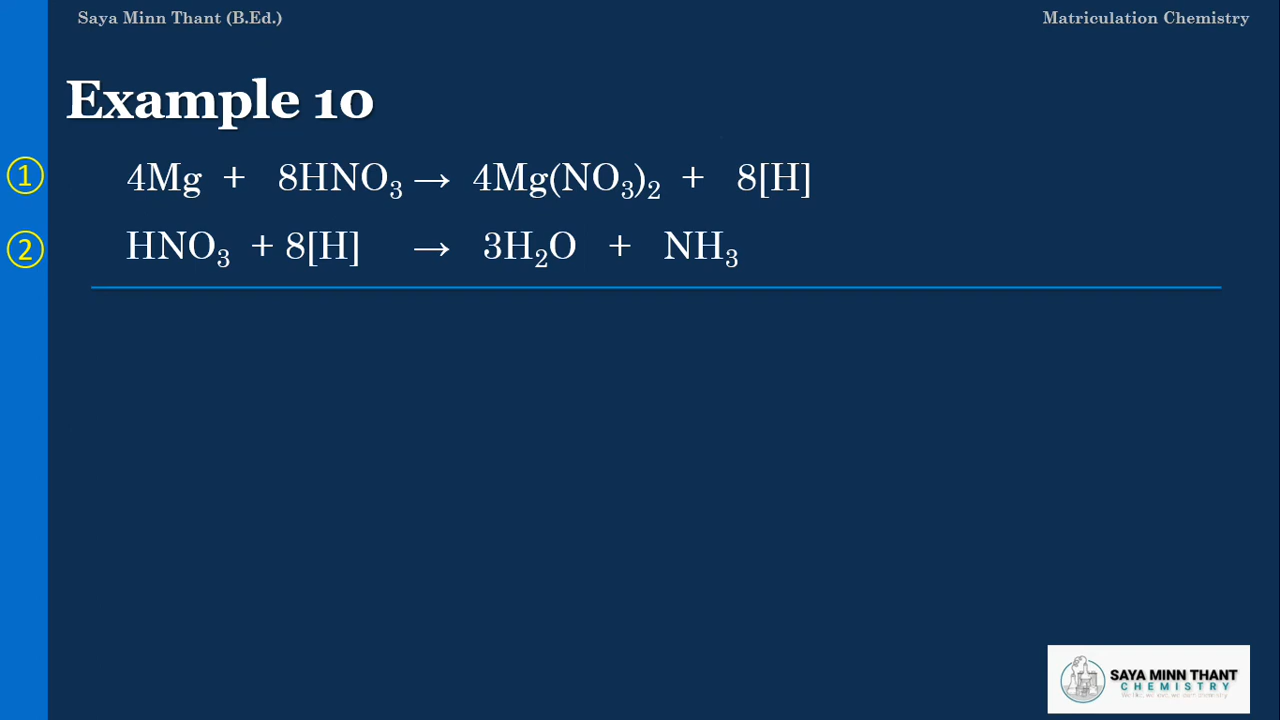 Saya Minn Thant (B.Ed.)
Matriculation Chemistry
Example 10
① 4Mg + 8HNO₃ → 4Mg(NO₃)₂ + 8[H]
② HNO₃ + 8[H] → 3H₂O + NH₃
SAYA MINN THANT
CHEMISTRY